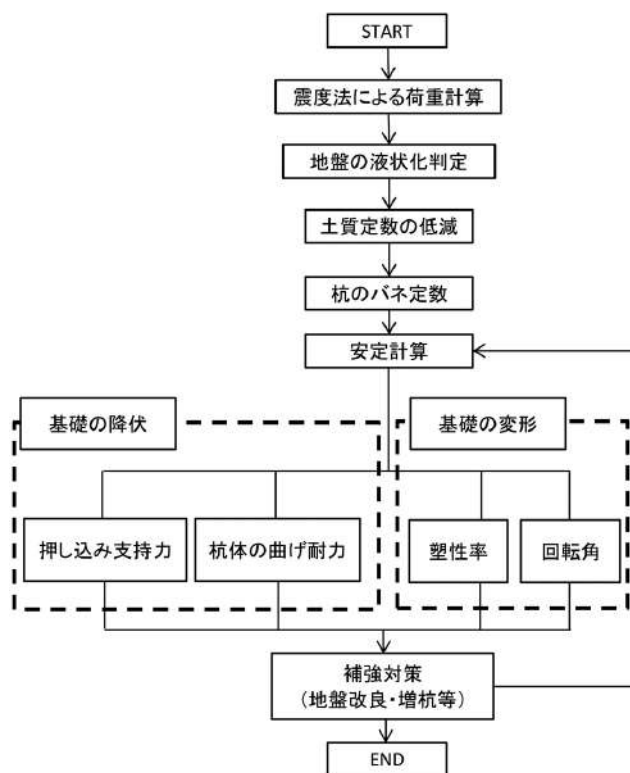 START
震度法による荷重計算
地盤の液状化判定
土質定数の低減
杭のバネ定数
安定計算
基礎の降伏
基礎の変形
押し込み支持力
杭体の曲げ耐力
塑性率
回転角
補強対策
（地盤改良・増杭等）
END